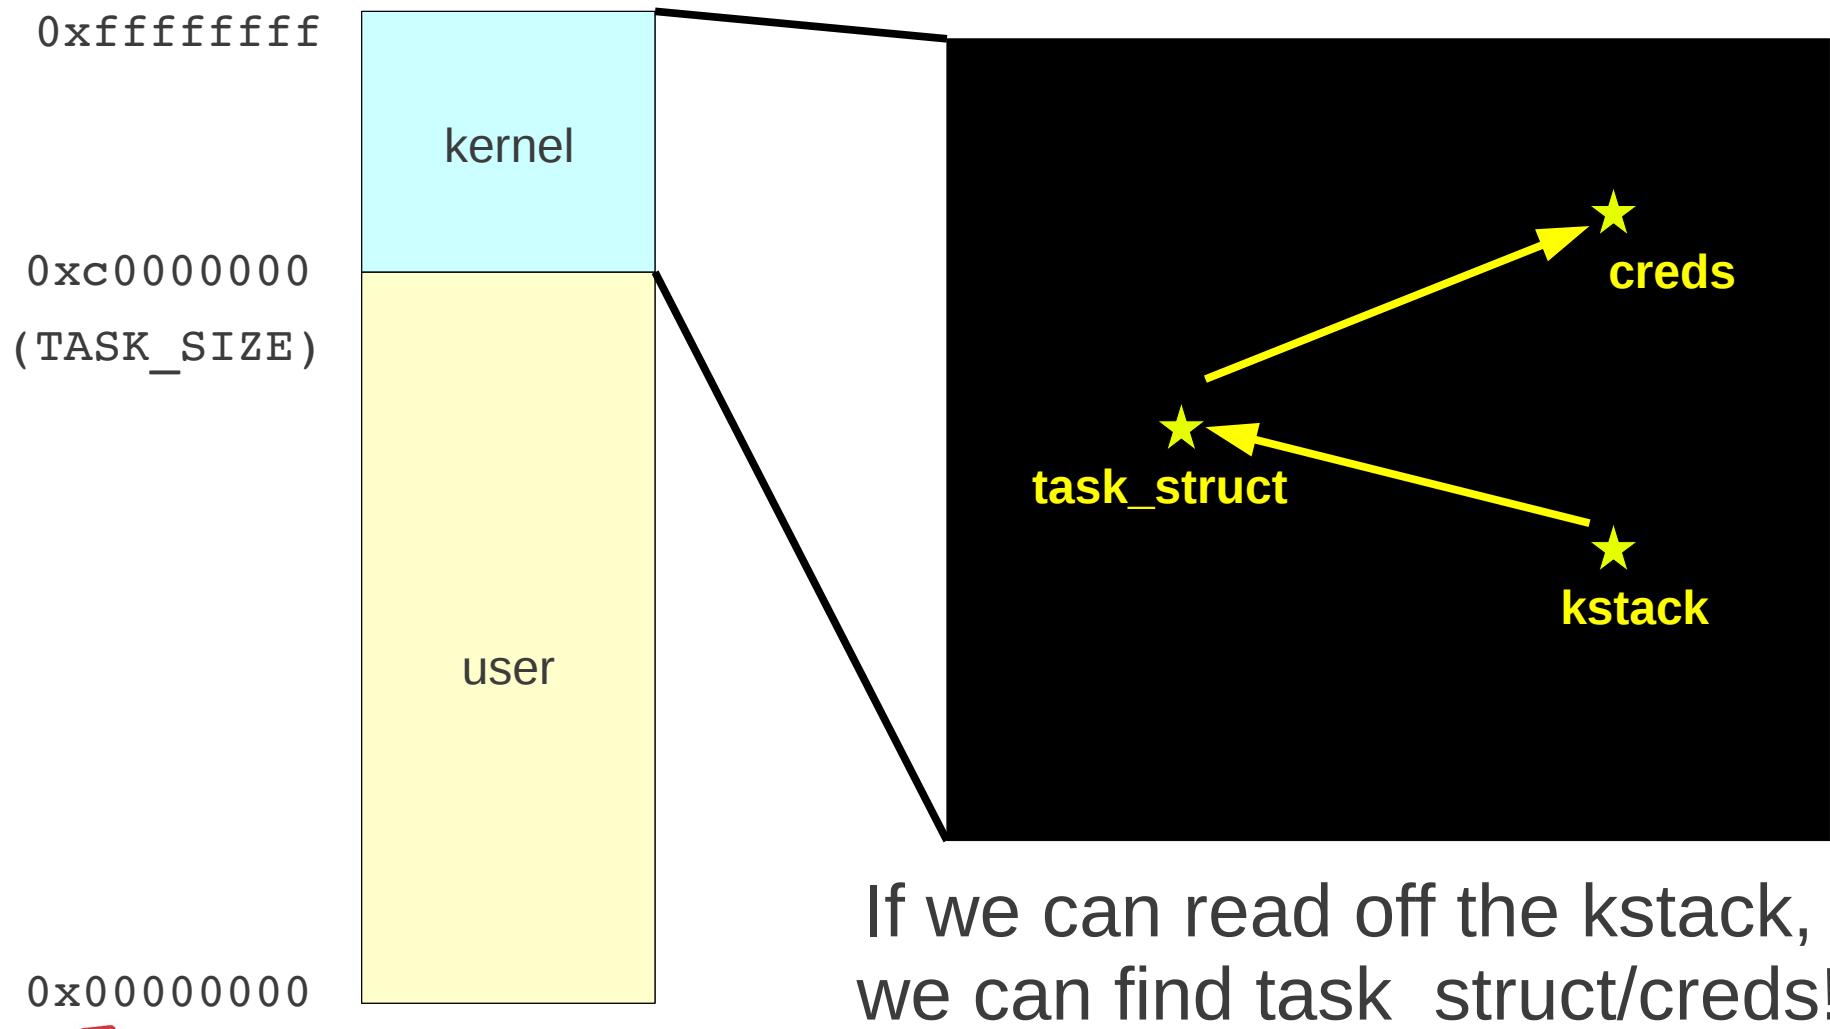 0xffffffff
kernel
0xc0000000
(TASK_SIZE)
user
0x00000000
creds
task_struct
kstack
If we can read off the kstack,
we can find task_struct/creds!